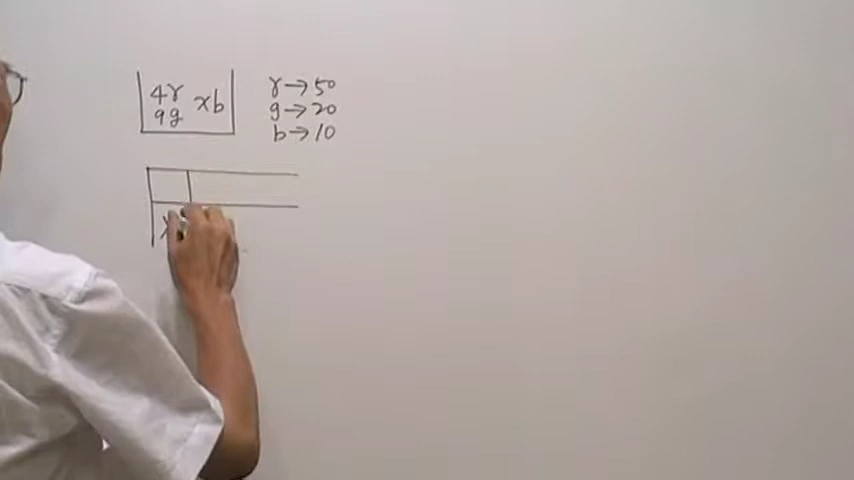 4r
9g xb
r → 50
g → 20
b → 10